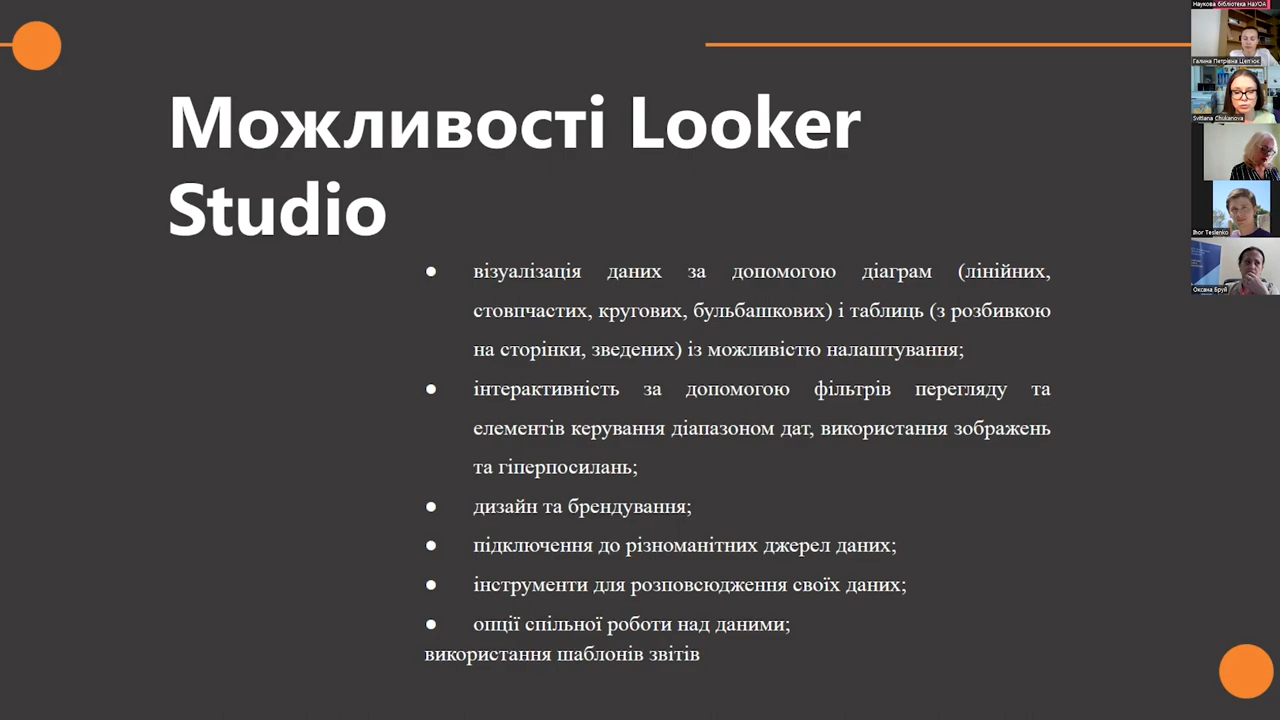 Можливості Looker
Studio
● візуалізація даних за допомогою діаграм (лінійних,
стовпчастих, кругових, бульбашкових) і таблиць (з розбивкою
на сторінки, зведених) із можливістю налаштування;
● інтерактивність за допомогою фільтрів перегляду та
елементів керування діапазоном дат, використання зображень
та гіперпосилань;
● дизайн та брендування;
● підключення до різноманітних джерел даних;
● інструменти для розповсюдження своїх даних;
● опції спільної роботи над даними;
використання шаблонів звітів
Наукова бібліотека НаУОА
Галина Петрівна Цеп'юк
Svitlana Chukanova
Ihor Teslenko
Оксана Бруй